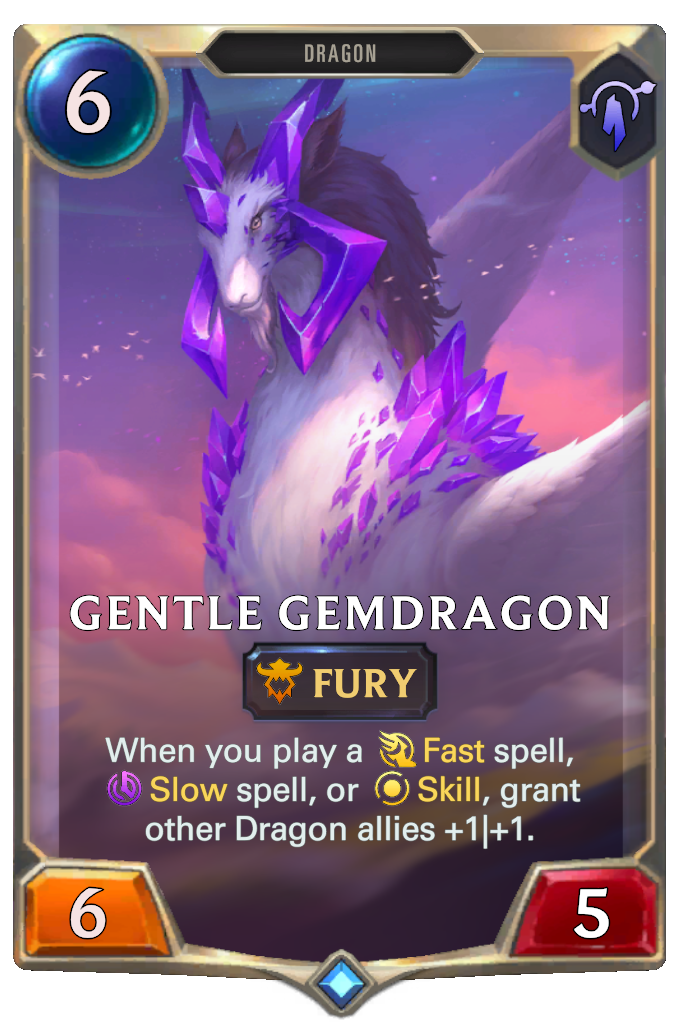 DRAGON
6
GENTLE GEMDRAGON
FURY
When you play a Fast spell,
Slow spell, or Skill, grant
other Dragon allies +1|+1.
6
5